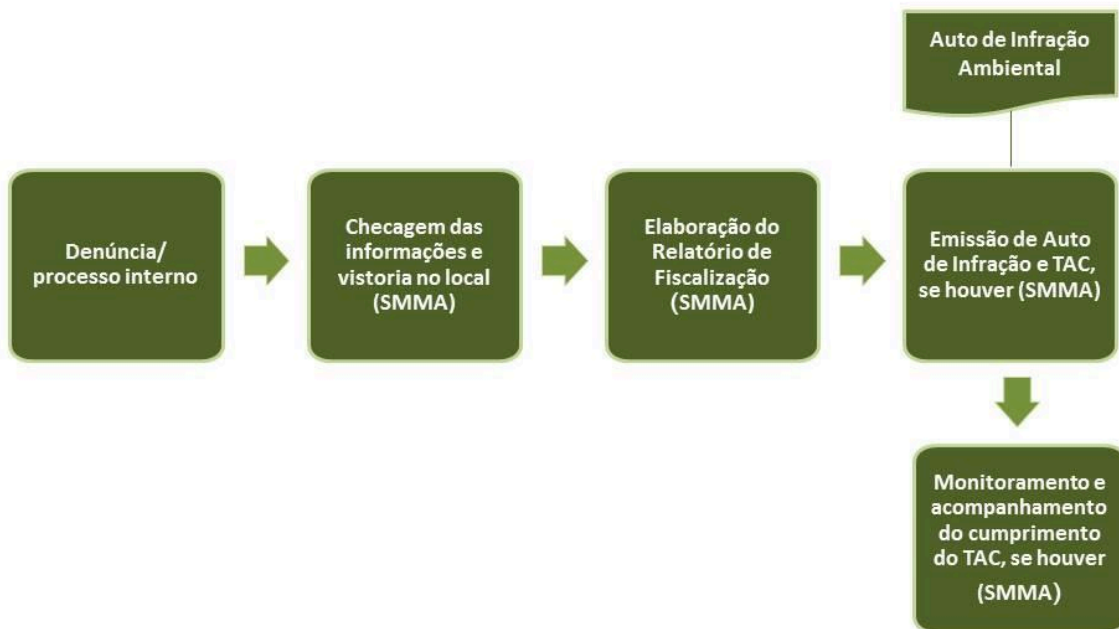 Auto de Infração
Ambiental
Denúncia/
processo interno
Checagem das
informações e
vistoria no local
(SMMA)
Elaboração do
Relatório de
Fiscalização
(SMMA)
Emissão de Auto
de Infração e TAC,
se houver (SMMA)
Monitoramento e
acompanhamento
do cumprimento
do TAC, se houver
(SMMA)